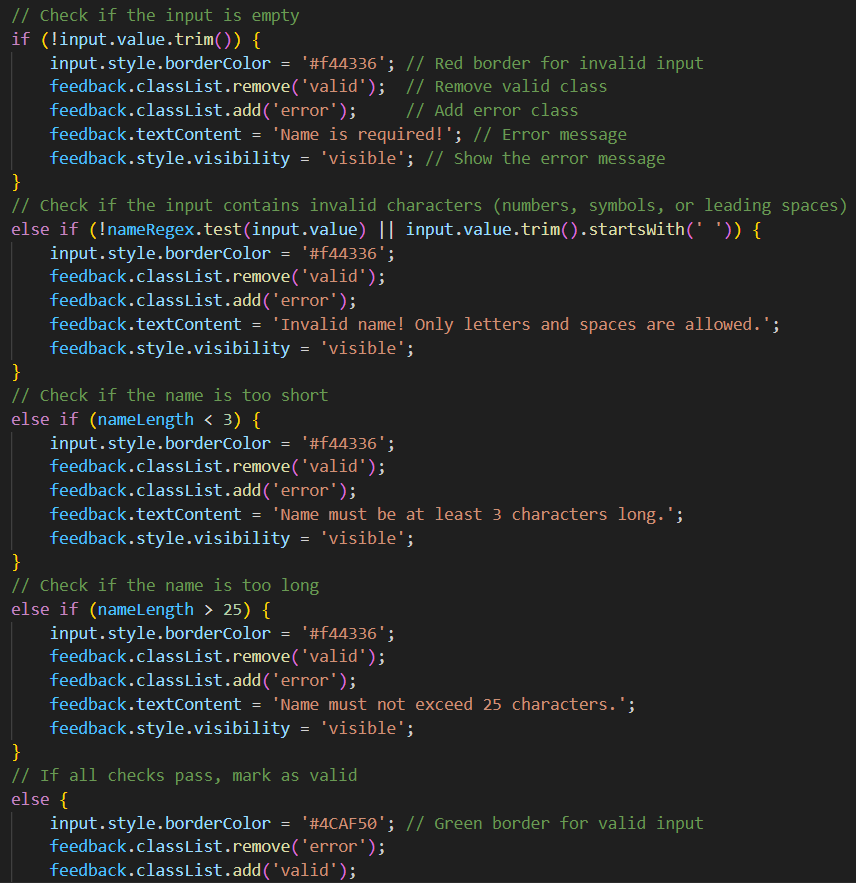 // Check if the input is empty
if (!input.value.trim()) {
    input.style.borderColor = '#f44336'; // Red border for invalid input
    feedback.classList.remove('valid');  // Remove valid class
    feedback.classList.add('error');     // Add error class
    feedback.textContent = 'Name is required!'; // Error message
    feedback.style.visibility = 'visible'; // Show the error message
}
// Check if the input contains invalid characters (numbers, symbols, or leading spaces)
else if (!nameRegex.test(input.value) || input.value.trim().startsWith(' ')) {
    input.style.borderColor = '#f44336';
    feedback.classList.remove('valid');
    feedback.classList.add('error');
    feedback.textContent = 'Invalid name! Only letters and spaces are allowed.';
    feedback.style.visibility = 'visible';
}
// Check if the name is too short
else if (nameLength < 3) {
    input.style.borderColor = '#f44336';
    feedback.classList.remove('valid');
    feedback.classList.add('error');
    feedback.textContent = 'Name must be at least 3 characters long.';
    feedback.style.visibility = 'visible';
}
// Check if the name is too long
else if (nameLength > 25) {
    input.style.borderColor = '#f44336';
    feedback.classList.remove('valid');
    feedback.classList.add('error');
    feedback.textContent = 'Name must not exceed 25 characters.';
    feedback.style.visibility = 'visible';
}
// If all checks pass, mark as valid
else {
    input.style.borderColor = '#4CAF50'; // Green border for valid input
    feedback.classList.remove('error');
    feedback.classList.add('valid');